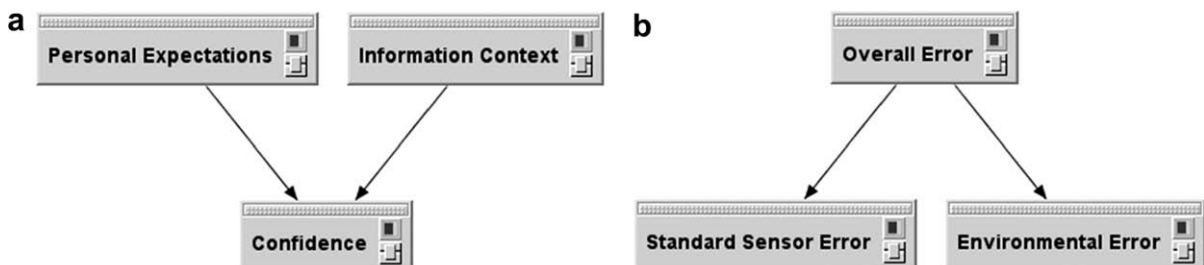 a
Personal Expectations
Information Context
Confidence
b
Overall Error
Standard Sensor Error
Environmental Error